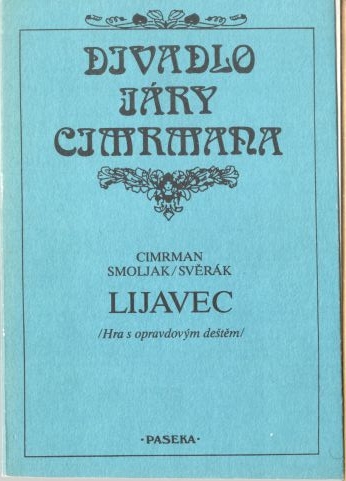 DIVADLO
JÁRY
CIMRMANA
CIMRMAN
SMOLJAK/SVĚRÁK
LIJAVEC
/Hra s opravdovým deštěm/
·PASEKA·